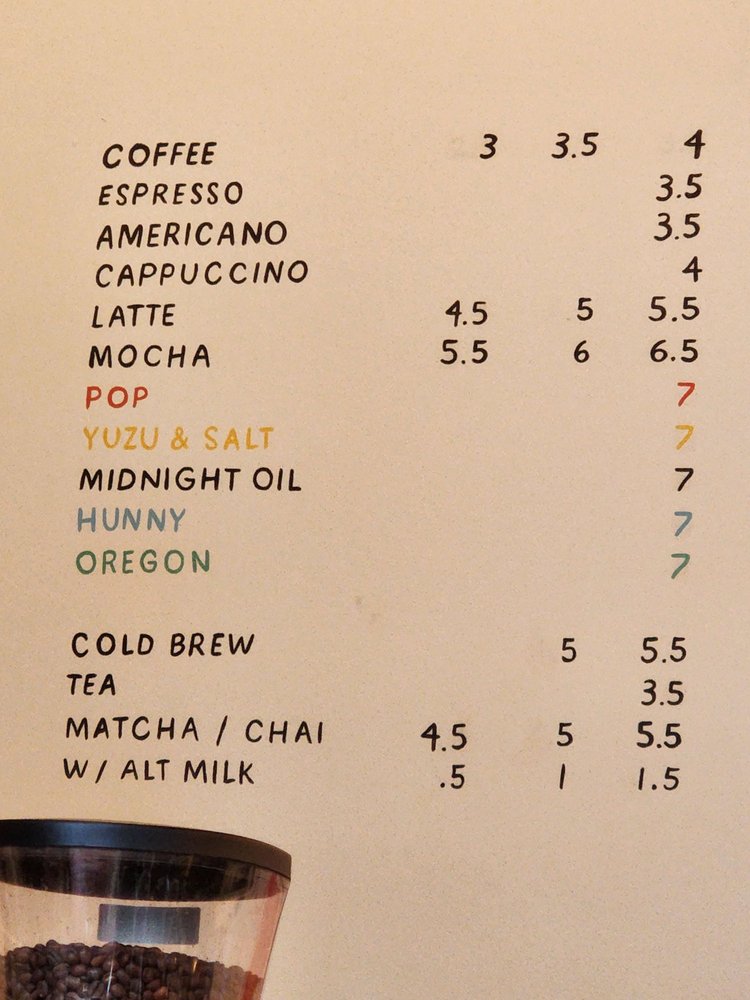 COFFEE 3 3.5 4
ESPRESSO 3.5
AMERICANO 3.5
CAPPUCCINO 4
LATTE 4.5 5 5.5
MOCHA 5.5 6 6.5
POP 7
YUZU & SALT 7
MIDNIGHT OIL 7
HUNNY 7
OREGON 7
COLD BREW 5 5.5
TEA 3.5
MATCHA / CHAI 4.5 5 5.5
W/ ALT MILK .5 1 1.5